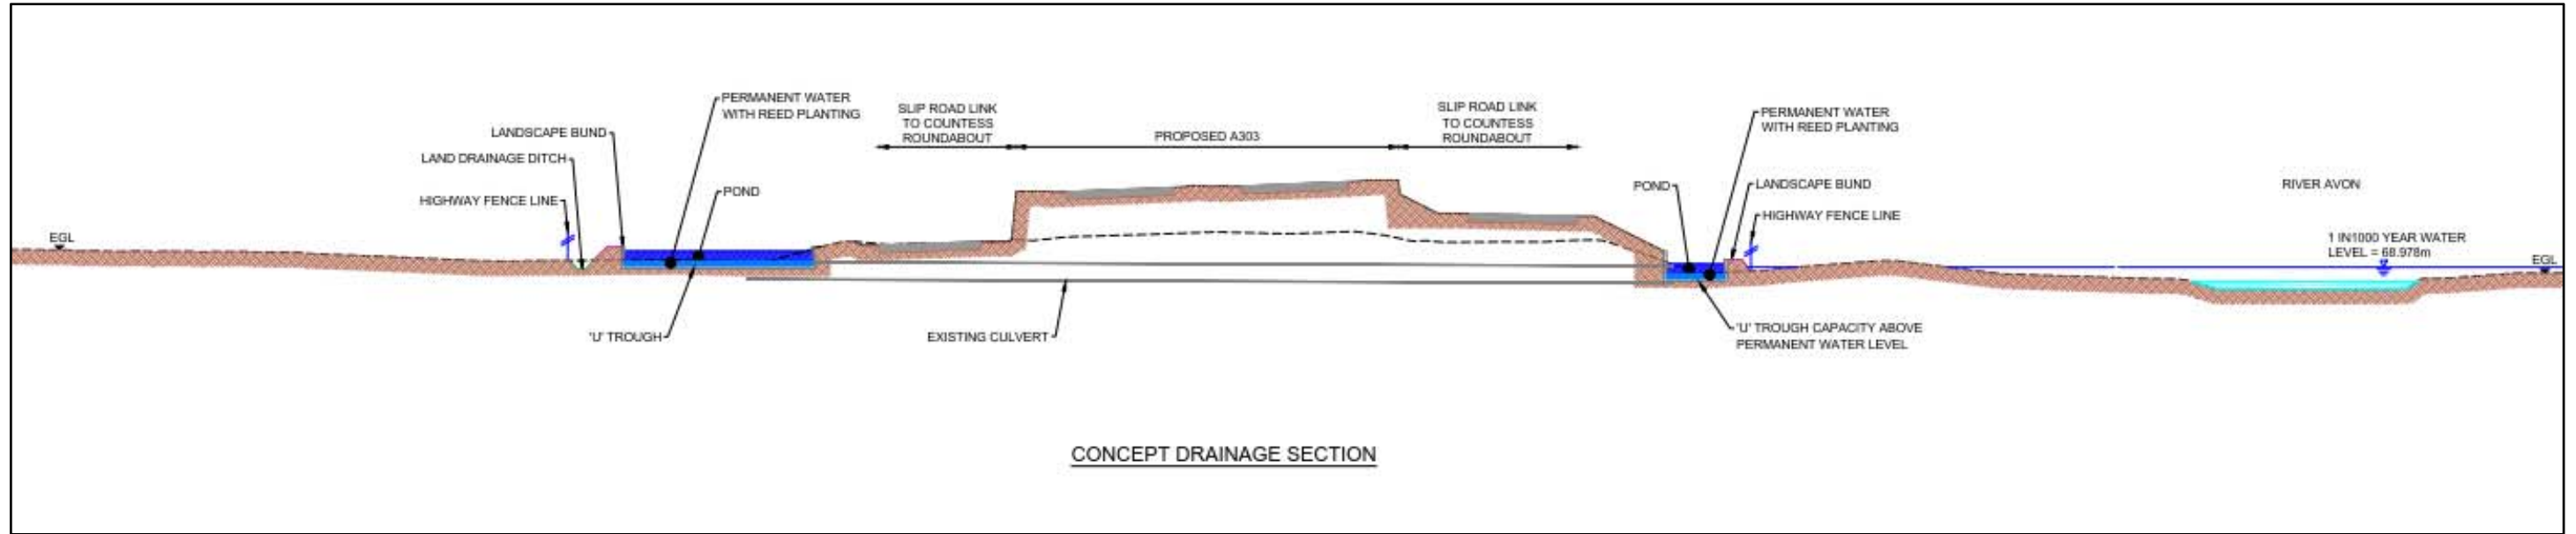 EGL
HIGHWAY FENCE LINE
LAND DRAINAGE DITCH
LANDSCAPE BUND
PERMANENT WATER
WITH REED PLANTING
POND
'U' TROUGH
SLIP ROAD LINK
TO COUNTESS
ROUNDABOUT
PROPOSED A303
SLIP ROAD LINK
TO COUNTESS
ROUNDABOUT
EXISTING CULVERT
POND
PERMANENT WATER
WITH REED PLANTING
LANDSCAPE BUND
HIGHWAY FENCE LINE
'U' TROUGH CAPACITY ABOVE
PERMANENT WATER LEVEL
RIVER AVON
1 IN1000 YEAR WATER
LEVEL = 68.978m
EGL
CONCEPT DRAINAGE SECTION